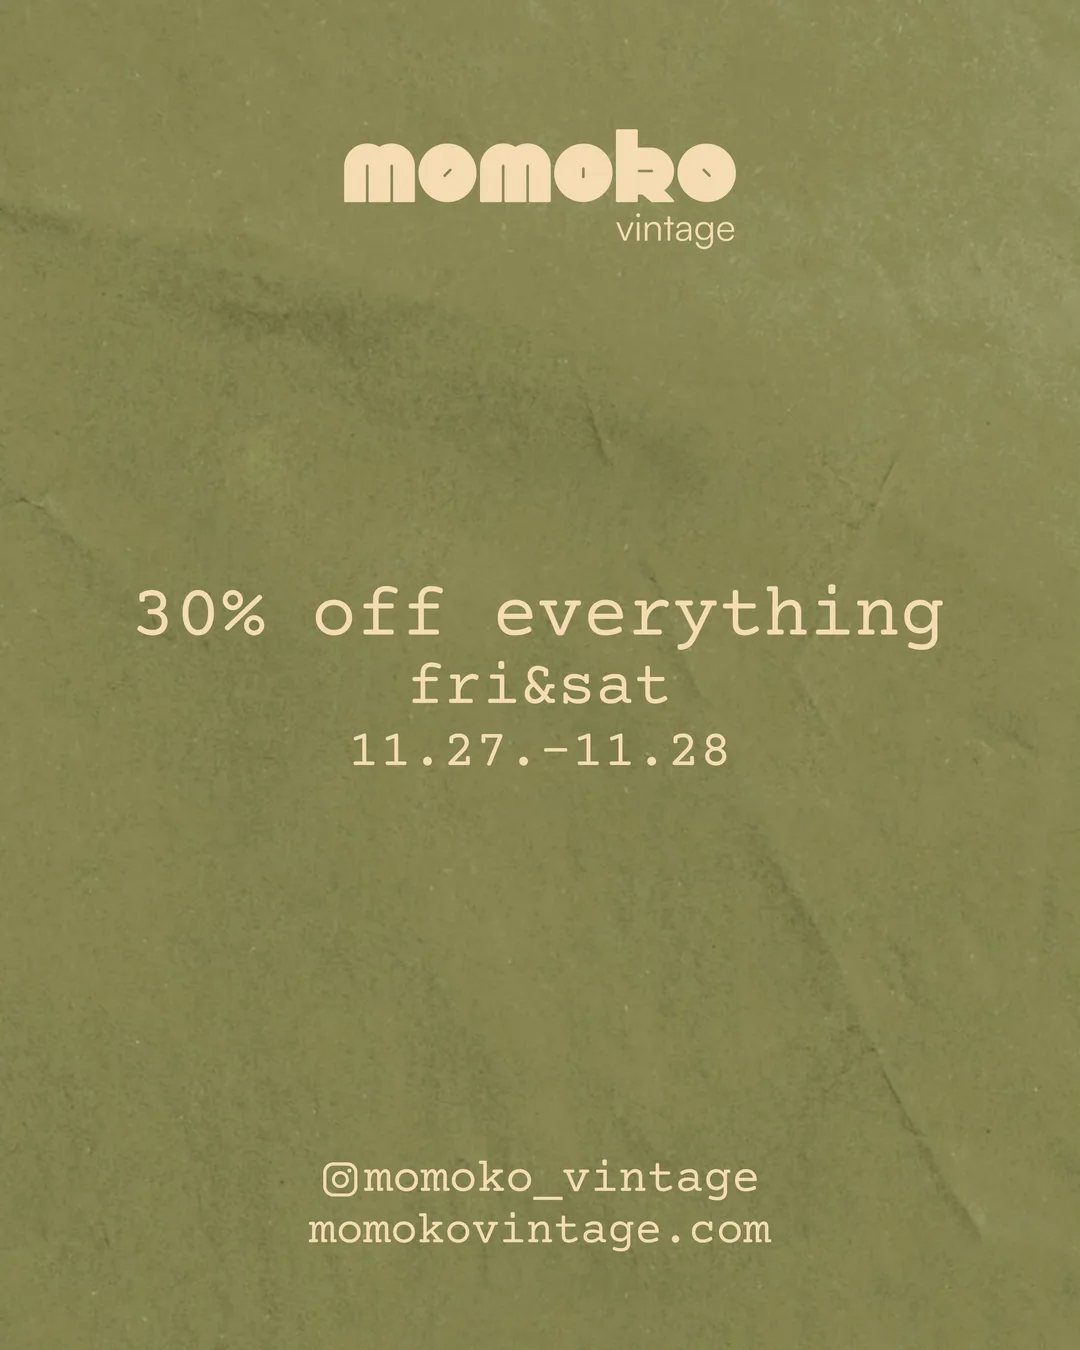 momoko
vintage
30% off everything
fri&sat
11.27.-11.28
@momoko_vintage
momokovintage.com